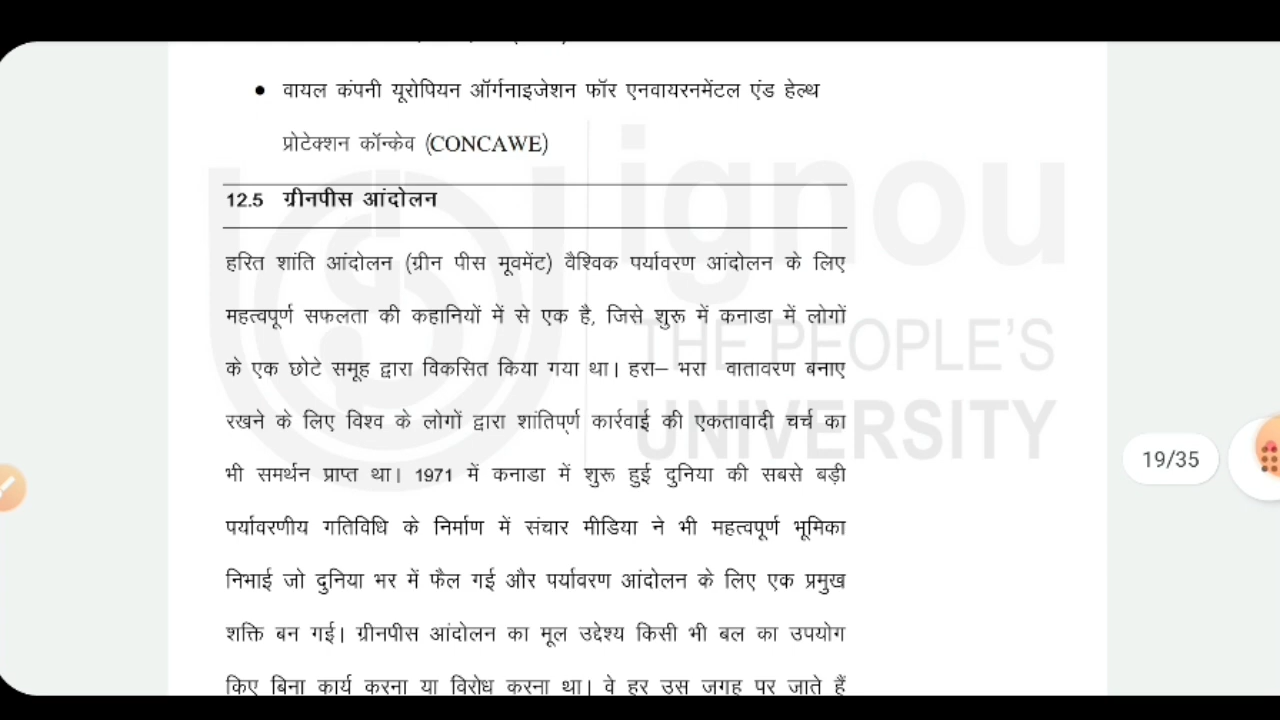 • वायल कंपनी यूरोपियन ऑर्गनाइजेशन फॉर एनवायरनमेंटल एंड हेल्थ
प्रोटेक्शन कॉन्केव (CONCAWE)
ignou
THE PEOPLE'S
UNIVERSITY
12.5 ग्रीनपीस आंदोलन
हरित शांति आंदोलन (ग्रीन पीस मूवमेंट) वैश्विक पर्यावरण आंदोलन के लिए
महत्वपूर्ण सफलता की कहानियों में से एक है, जिसे शुरू में कनाडा में लोगों
के एक छोटे समूह द्वारा विकसित किया गया था। हरा– भरा वातावरण बनाए
रखने के लिए विश्व के लोगों द्वारा शांतिपर्ण कार्रवाई की एकतावादी चर्च का
भी समर्थन प्राप्त था। 1971 में कनाडा में शुरू हुई दुनिया की सबसे बड़ी
पर्यावरणीय गतिविधि के निर्माण में संचार मीडिया ने भी महत्वपूर्ण भूमिका
निभाई जो दुनिया भर में फैल गई और पर्यावरण आंदोलन के लिए एक प्रमुख
शक्ति बन गई। ग्रीनपीस आंदोलन का मूल उद्देश्य किसी भी बल का उपयोग
किए बिना कार्य करना या विरोध करना था। वे हर उस जगह पर जाते हैं
19/35